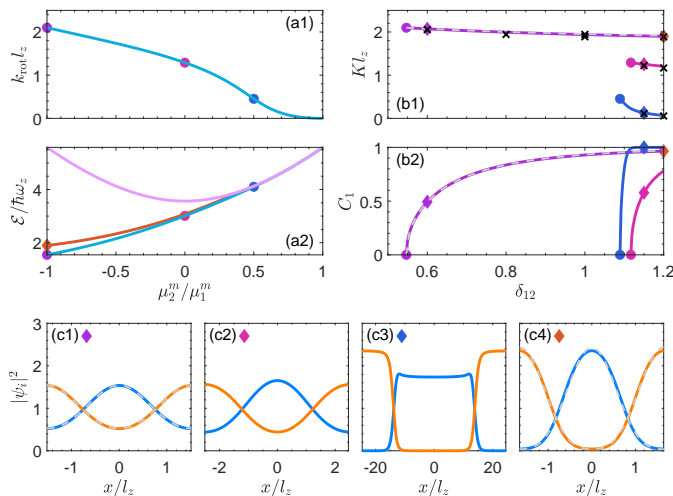 (a1)
k_rot l_z
2
1
0
(b1)
Kl_z
2
1
0
(a2)
ℰ/ħω_z
4
2
-1
-0.5
0
0.5
1
μ_2^m/μ_1^m
(b2)
C_1
1
0.5
0
0.6
0.8
1
1.2
δ_12
|ψ_i|^2
3
2
1
0
(c1)
-1
0
1
x/l_z
(c2)
-2
0
2
x/l_z
(c3)
-20
0
20
x/l_z
(c4)
-1
0
1
x/l_z